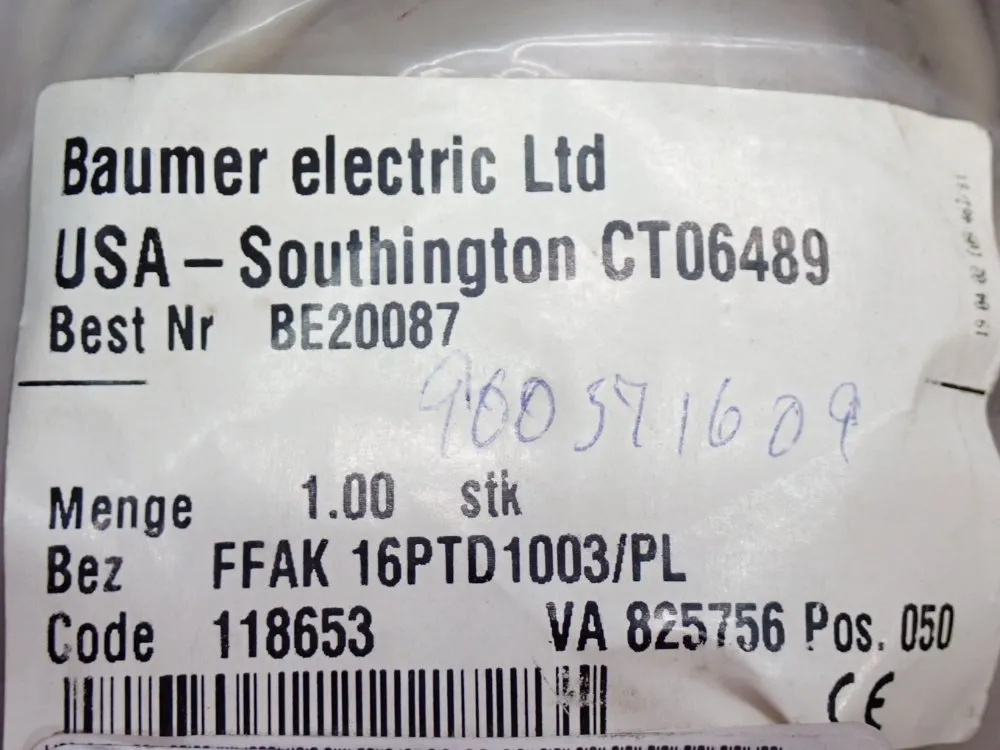 Baumer electric Ltd
USA – Southington CT06489
Best Nr BE20087
900371609
Menge 1.00 stk
Bez FFAK 16PTD1003/PL
Code 118653 VA 825756 Pos. 050
CE